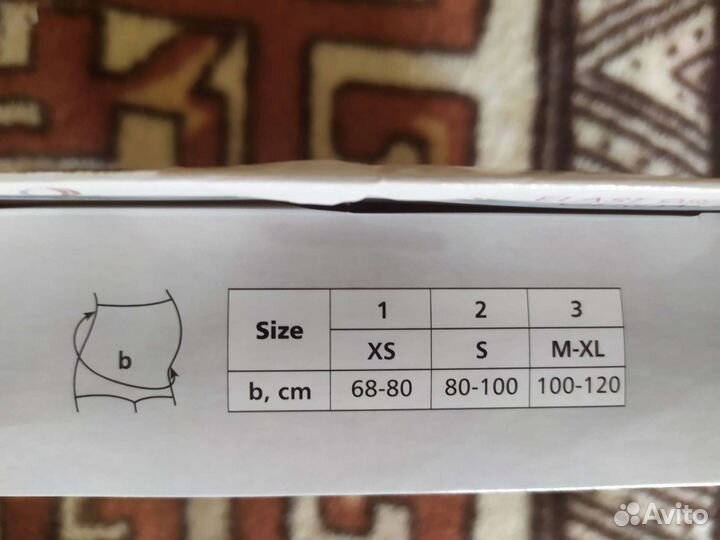 b
Size 1 2 3
XS S M-XL
b, cm 68-80 80-100 100-120
Avito